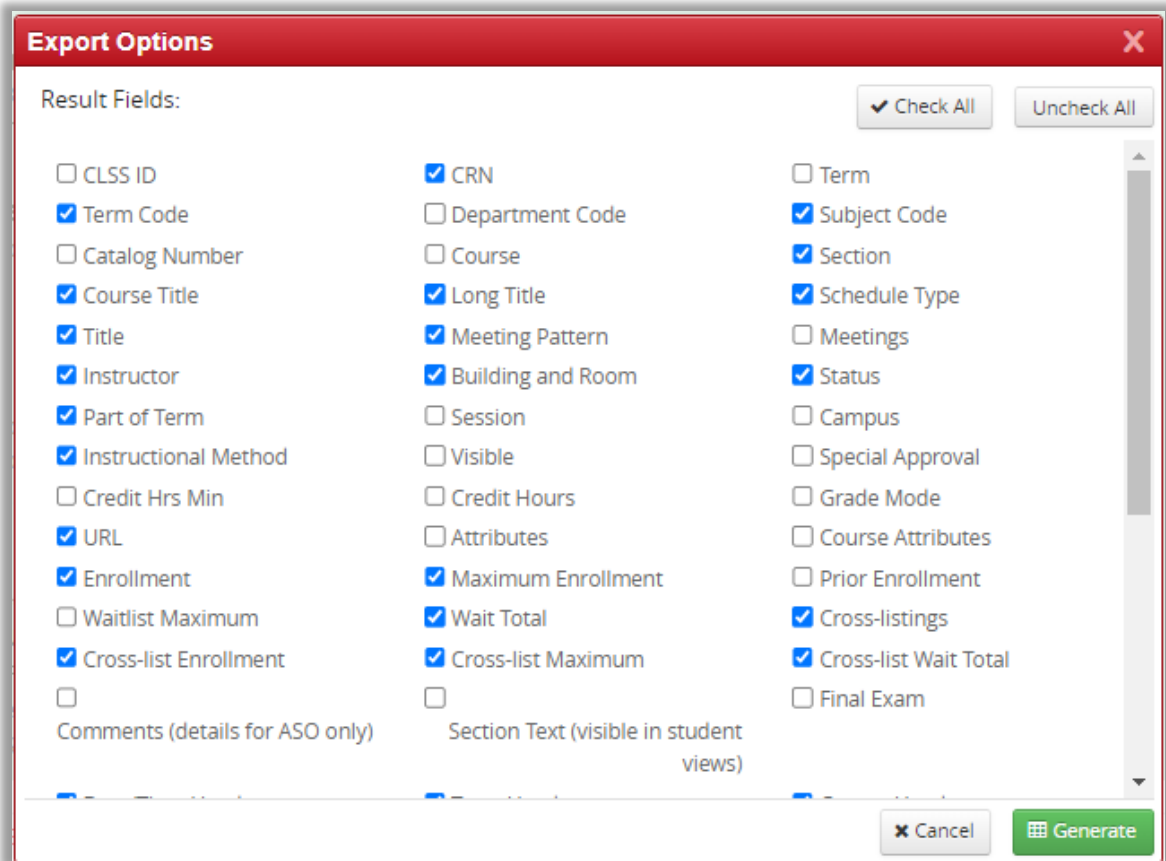 Export Options X
Result Fields: Check All Uncheck All
CLSS ID CRN Term
Term Code Department Code Subject Code
Catalog Number Course Section
Course Title Long Title Schedule Type
Title Meeting Pattern Meetings
Instructor Building and Room Status
Part of Term Session Campus
Instructional Method Visible Special Approval
Credit Hrs Min Credit Hours Grade Mode
URL Attributes Course Attributes
Enrollment Maximum Enrollment Prior Enrollment
Waitlist Maximum Wait Total Cross-listings
Cross-list Enrollment Cross-list Maximum Cross-list Wait Total
Final Exam
Comments (details for ASO only) Section Text (visible in student
views)
Cancel Generate